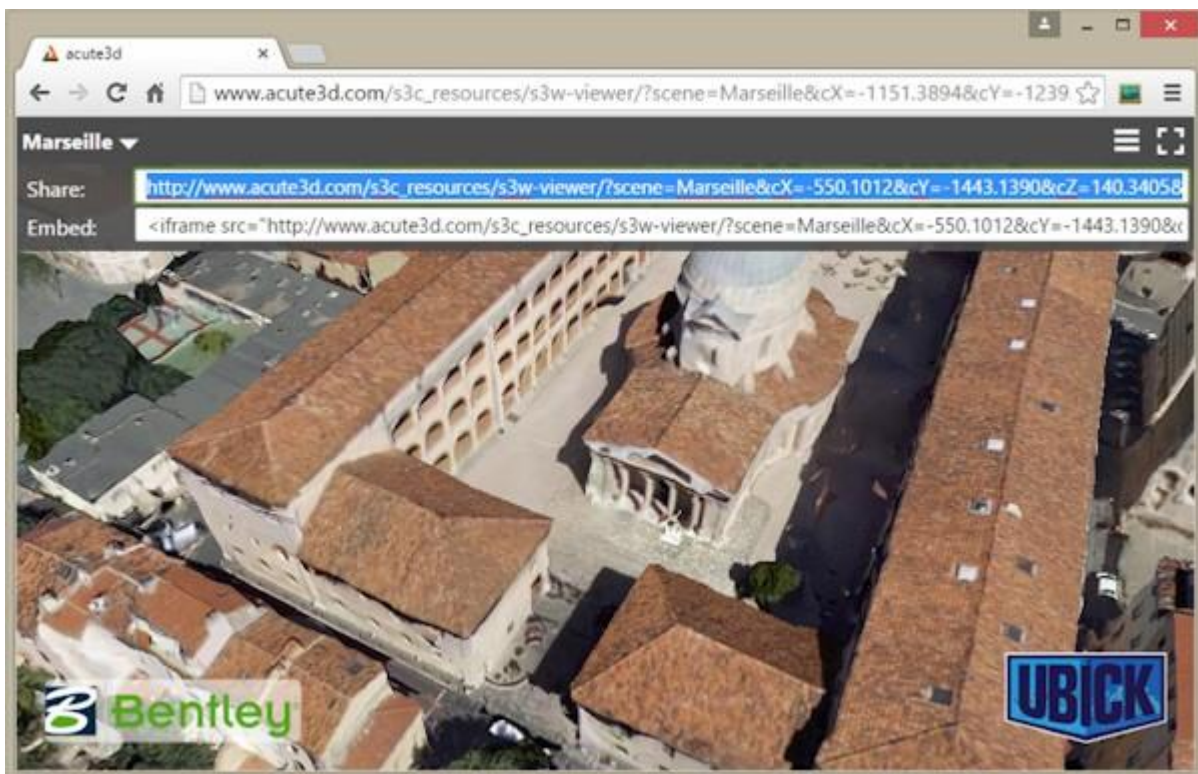 acute3d
www.acute3d.com/s3c_resources/s3w-viewer/?scene=Marseille&cX=-1151.3894&cY=-1239
Marseille
Share: http://www.acute3d.com/s3c_resources/s3w-viewer/?scene=Marseille&cX=-550.1012&cY=-1443.1390&cZ=140.3405&
Embed: <iframe src="http://www.acute3d.com/s3c_resources/s3w-viewer/?scene=Marseille&cX=-550.1012&cY=-1443.1390&c
Bentley
UBICK